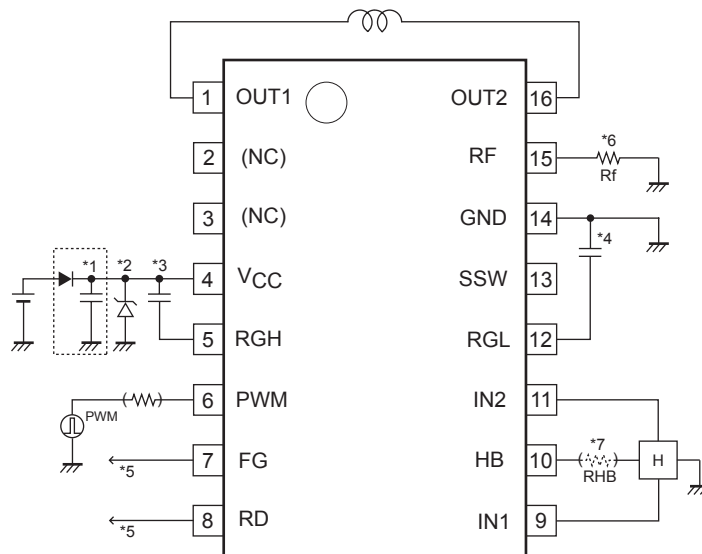 1 OUT1 OUT2 16
2 (NC) RF 15 *6 Rf
3 (NC) GND 14 *4
*1 *2 *3 4 VCC SSW 13
5 RGH RGL 12
PWM 6 PWM IN2 11
*5 7 FG HB 10 *7 RHB H
*5 8 RD IN1 9